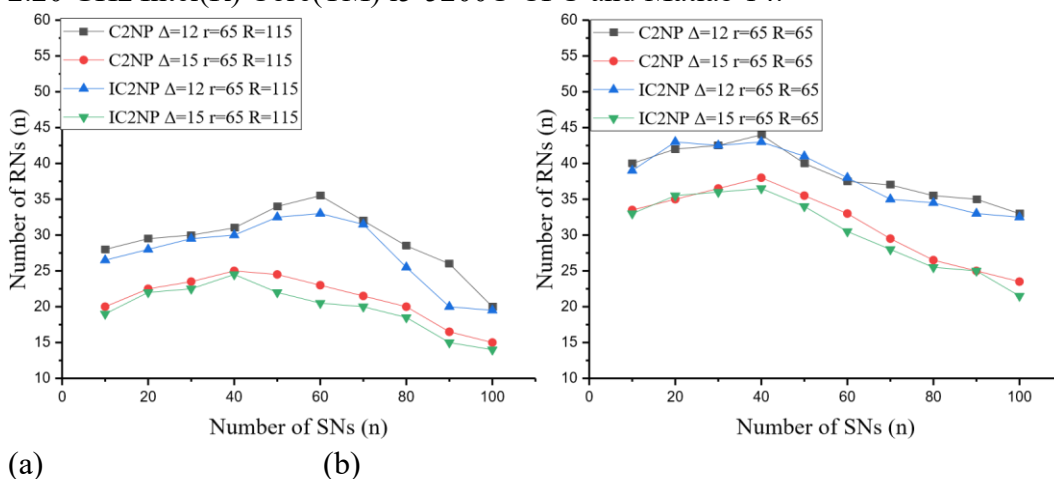 C2NP Δ=12 r=65 R=115
C2NP Δ=15 r=65 R=115
IC2NP Δ=12 r=65 R=115
IC2NP Δ=15 r=65 R=115
Number of RNs (n)
60
55
50
45
40
35
30
25
20
15
10
0 20 40 60 80 100
Number of SNs (n)
C2NP Δ=12 r=65 R=65
C2NP Δ=15 r=65 R=65
IC2NP Δ=12 r=65 R=65
IC2NP Δ=15 r=65 R=65
Number of RNs (n)
60
55
50
45
40
35
30
25
20
15
10
0 20 40 60 80 100
Number of SNs (n)
(a) (b)